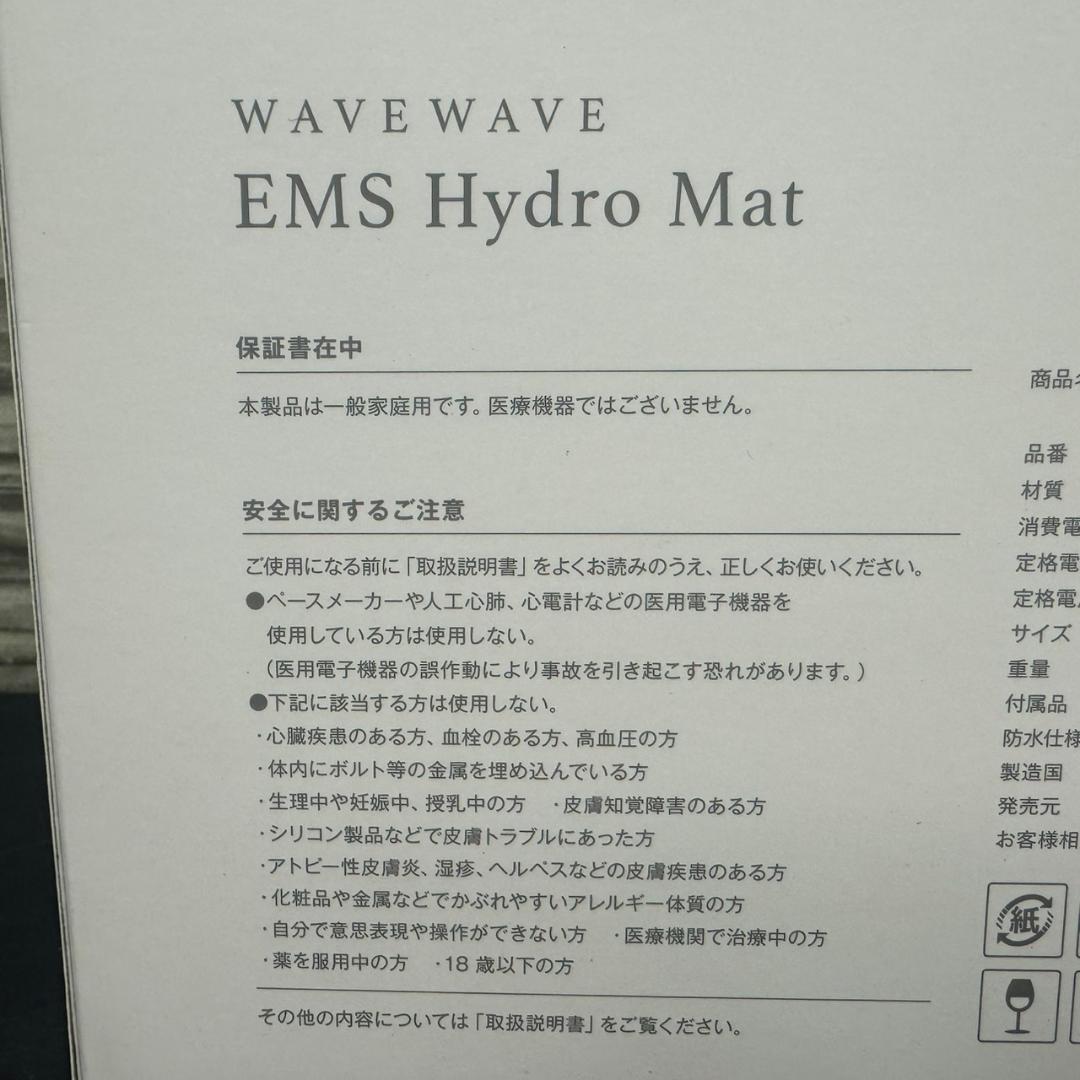 WAVEWAVE
EMS Hydro Mat
保証書在中
本製品は一般家庭用です。医療機器ではございません。
安全に関するご注意
ご使用になる前に「取扱説明書」をよくお読みのうえ、正しくお使いください。
●ペースメーカーや人工心肺、心電計などの医用電子機器を
使用している方は使用しない。
（医用電子機器の誤作動により事故を引き起こす恐れがあります。）
●下記に該当する方は使用しない。
・心臓疾患のある方、血栓のある方、高血圧の方
・体内にボルト等の金属を埋め込んでいる方
・生理中や妊娠中、授乳中の方 ・皮膚知覚障害のある方
・シリコン製品などで皮膚トラブルにあった方
・アトピー性皮膚炎、湿疹、ヘルペスなどの皮膚疾患のある方
・化粧品や金属などでかぶれやすいアレルギー体質の方
・自分で意思表現や操作ができない方 ・医療機関で治療中の方
・薬を服用中の方 ・18歳以下の方
その他の内容については「取扱説明書」をご覧ください。
商品
品番
材質
消費電
定格電
定格電
サイズ
重量
付属品
防水仕様
製造国
発売元
お客様相
紙